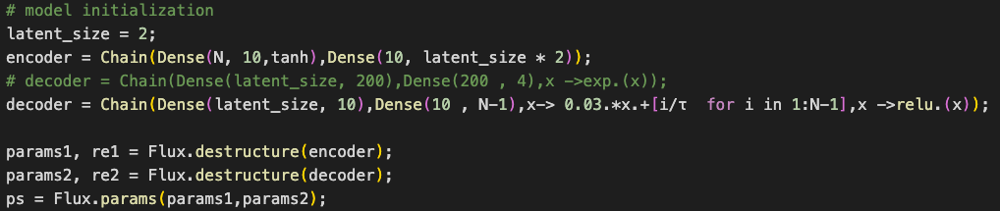 # model initialization
latent_size = 2;
encoder = Chain(Dense(N, 10,tanh),Dense(10, latent_size * 2));
# decoder = Chain(Dense(latent_size, 200),Dense(200 , 4),x ->exp.(x));
decoder = Chain(Dense(latent_size, 10),Dense(10 , N-1),x-> 0.03.*x.+[i/τ  for i in 1:N-1],x ->relu.(x));
params1, re1 = Flux.destructure(encoder);
params2, re2 = Flux.destructure(decoder);
ps = Flux.params(params1,params2);